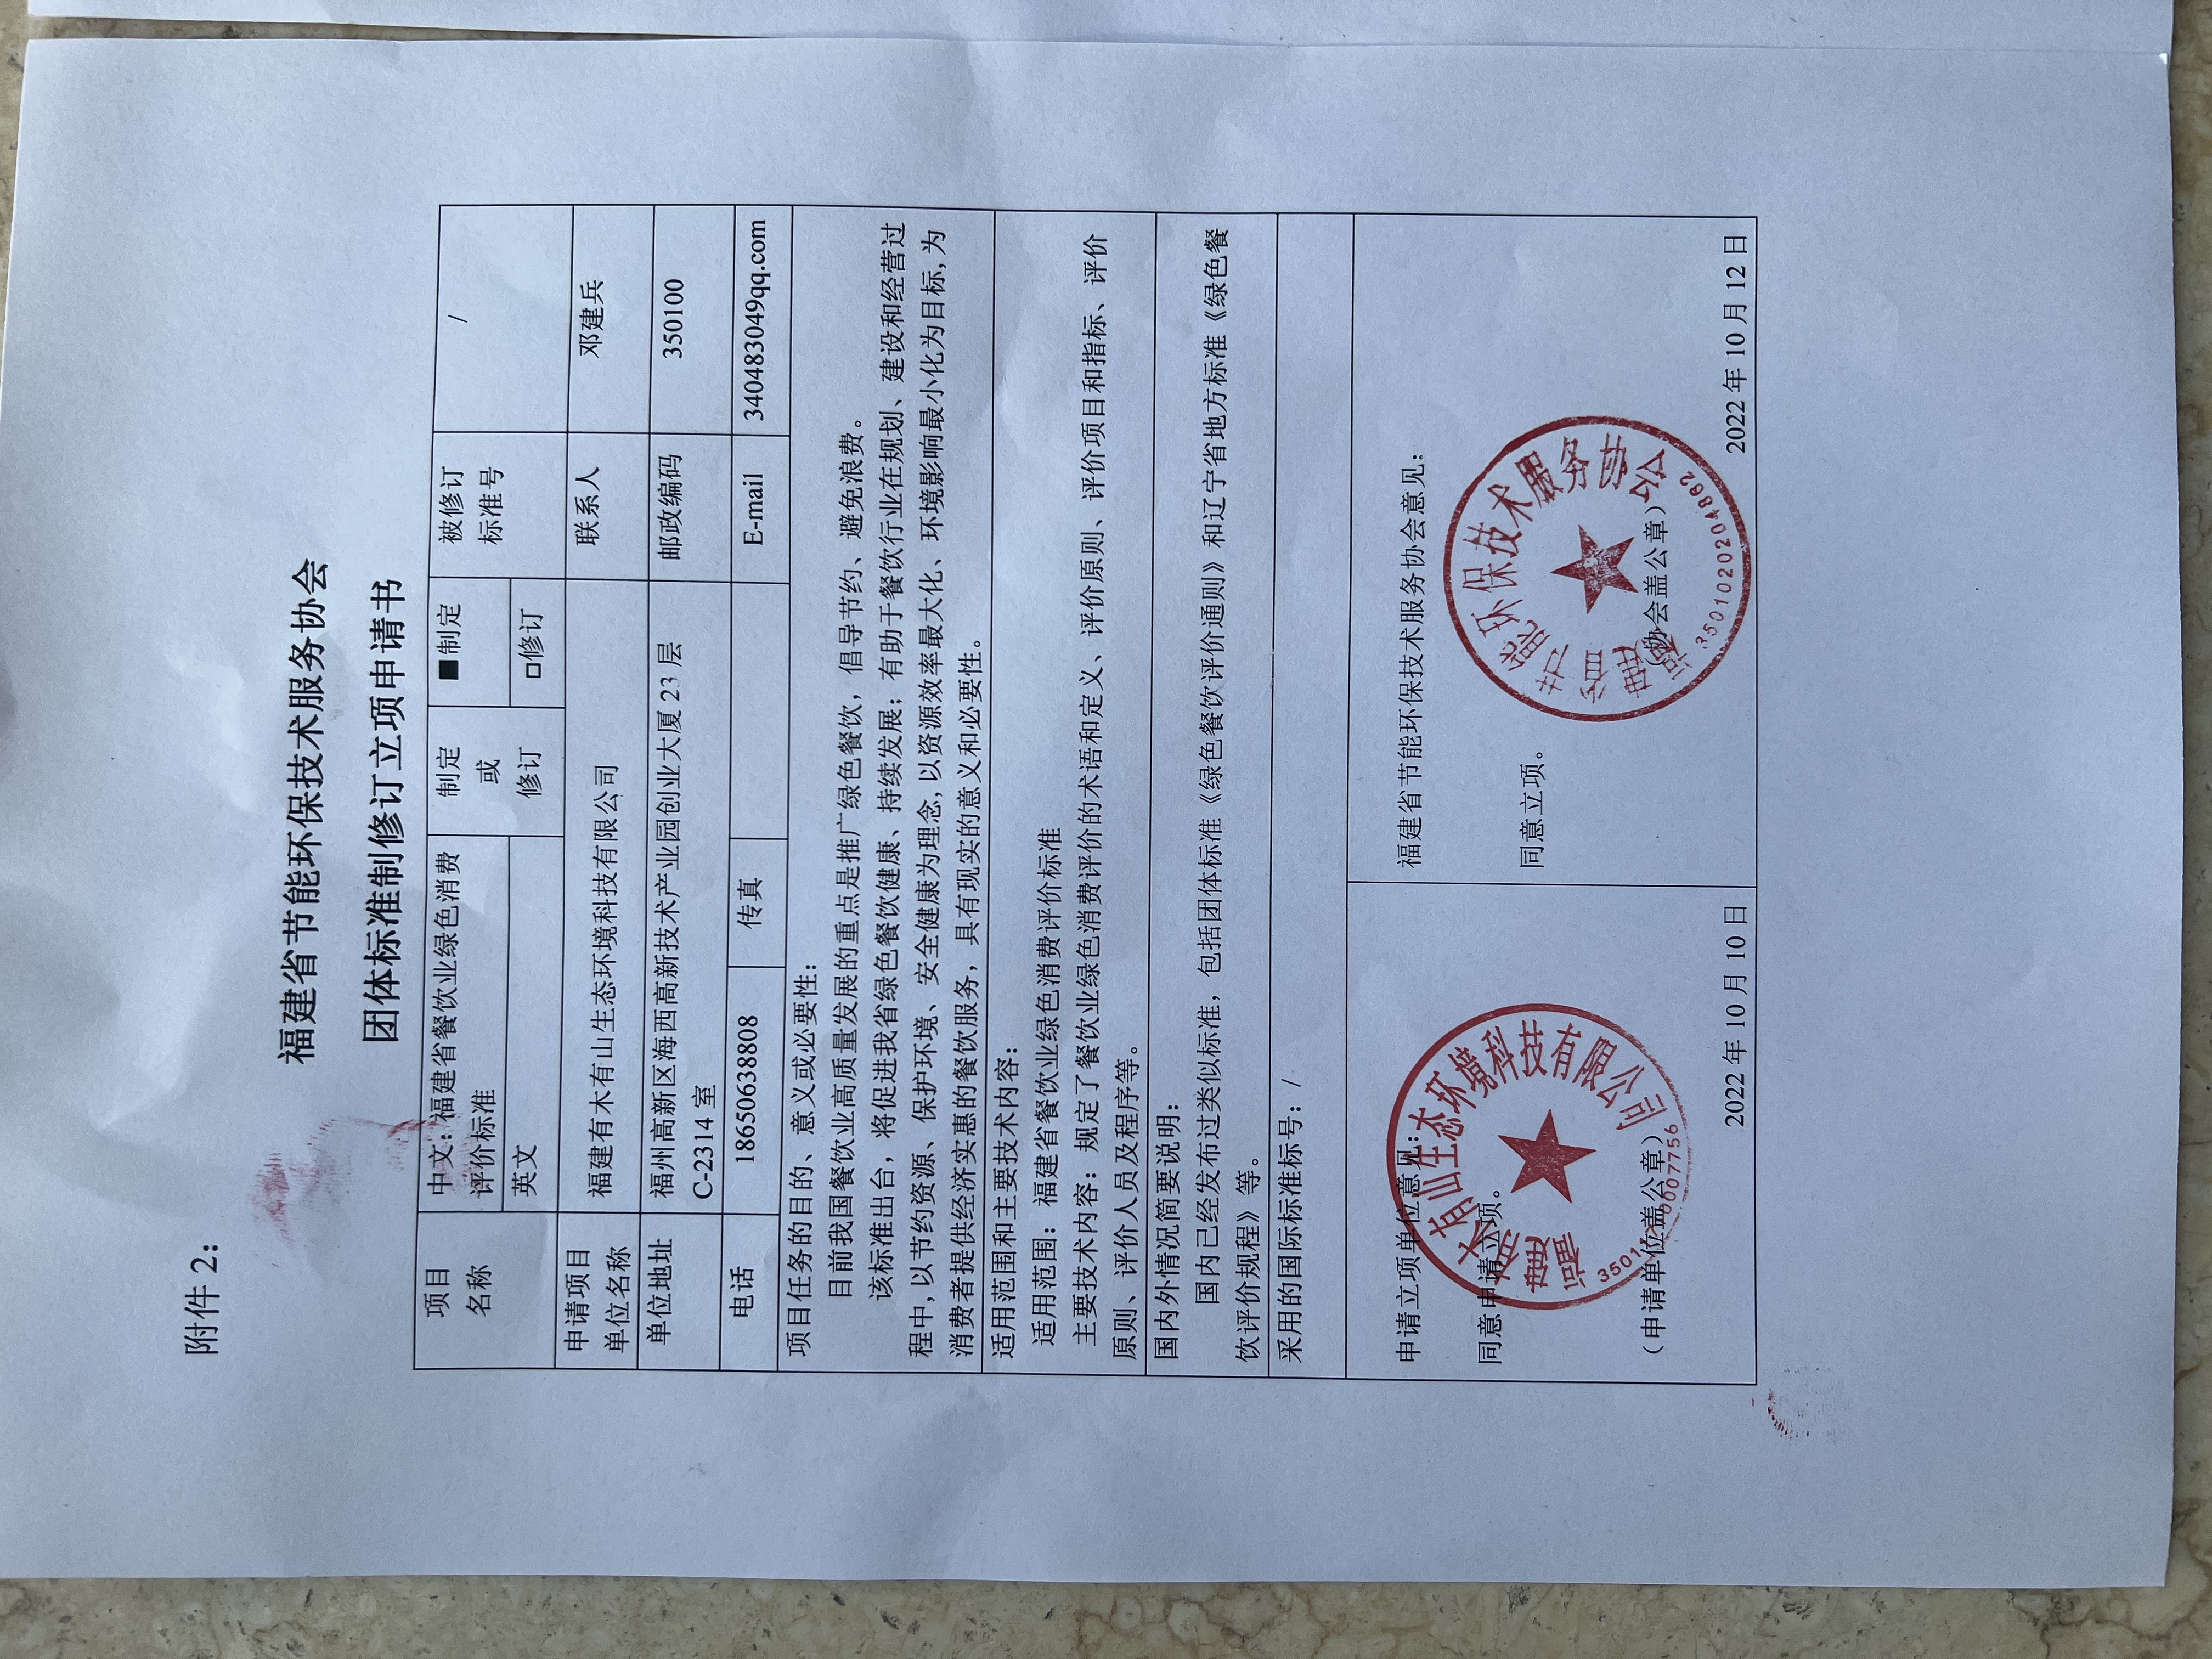 附件 2：
福建省节能环保技术服务协会
团体标准制修订立项申请书
项目
名称
中文：福建省餐饮业绿色消费
评价标准
英文
制定
或
修订
■制定
□修订
被修订
标准号
/
申请项目
单位名称
福建有木有山生态环境科技有限公司
联系人
邓建兵
单位地址
福州高新区海西高新技术产业园创业大厦 23 层
C-2314 室
邮政编码
350100
电话
18650638808
传真
E-mail
340483049qq.com
项目任务的目的、意义或必要性：
目前我国餐饮业高质量发展的重点是推广绿色餐饮，倡导节约、避免浪费。
该标准出台，将促进我省绿色餐饮健康、持续发展；有助于餐饮行业在规划、建设和经营过
程中，以节约资源、保护环境、安全健康为理念，以资源效率最大化、环境影响最小化为目标，为
消费者提供经济实惠的餐饮服务，具有现实的意义和必要性。
适用范围和主要技术内容：
适用范围：福建省餐饮业绿色消费评价标准
主要技术内容：规定了餐饮业绿色消费评价的术语和定义、评价原则、评价项目和指标、评价
原则、评价人员及程序等。
国内外情况简要说明：
国内已经发布过类似标准，包括团体标准《绿色餐饮评价通则》和辽宁省地方标准《绿色餐
饮评价规程》等。
采用的国际标准标号：/
申请立项单位意见：
同意申请立项。
（申请单位盖公章）
2022 年 10 月 10 日
福建省节能环保技术服务协会意见：
同意立项。
（协会盖公章）
2022 年 10 月 12 日
35010202048862